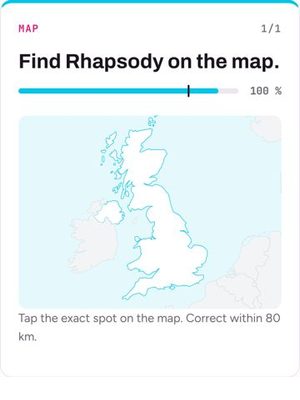 MAP 1/1
Find Rhapsody on the map.
100 %
Tap the exact spot on the map. Correct within 80
km.